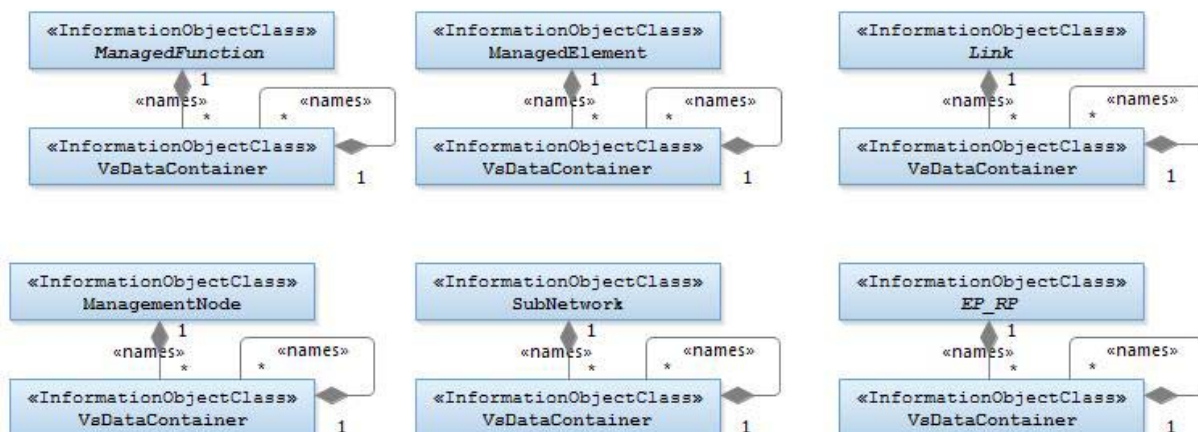 «InformationObjectClass»
ManagedFunction
1
«names»
«names»
*
*
«InformationObjectClass»
VsDataContainer
1
«InformationObjectClass»
ManagedElement
1
«names»
«names»
*
*
«InformationObjectClass»
VsDataContainer
1
«InformationObjectClass»
Link
1
«names»
«names»
*
*
«InformationObjectClass»
VsDataContainer
1
«InformationObjectClass»
ManagementNode
1
«names»
«names»
*
*
«InformationObjectClass»
VsDataContainer
1
«InformationObjectClass»
SubNetwork
1
«names»
«names»
*
*
«InformationObjectClass»
VsDataContainer
1
«InformationObjectClass»
EP_RP
1
«names»
«names»
*
*
«InformationObjectClass»
VsDataContainer
1